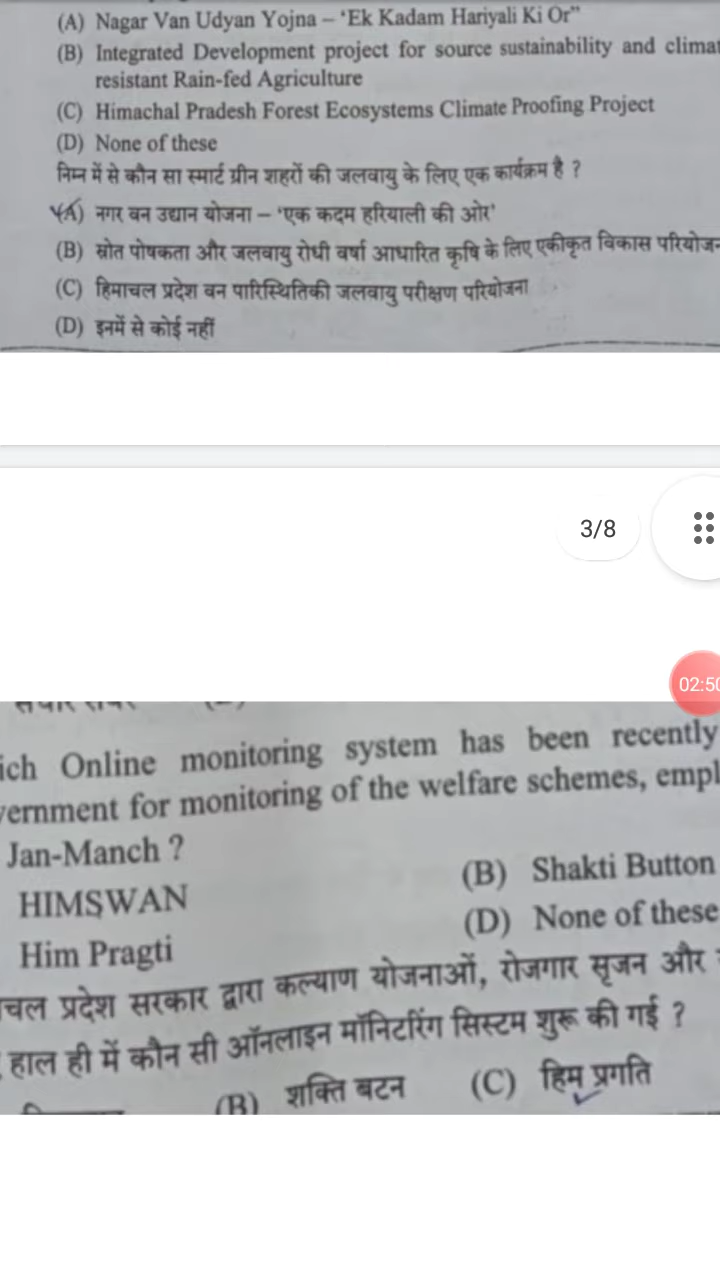 (A) Nagar Van Udyan Yojna – ‘Ek Kadam Hariyali Ki Or”
(B) Integrated Development project for source sustainability and climat
resistant Rain-fed Agriculture
(C) Himachal Pradesh Forest Ecosystems Climate Proofing Project
(D) None of these
निम्न में से कौन सा स्मार्ट ग्रीन शहरों की जलवायु के लिए एक कार्यक्रम है ?
(A) नगर वन उद्यान योजना – ‘एक कदम हरियाली की ओर’
(B) स्रोत पोषकता और जलवायु रोधी वर्षा आधारित कृषि के लिए एकीकृत विकास परियोजन
(C) हिमाचल प्रदेश वन पारिस्थितिकी जलवायु परीक्षण परियोजना
(D) इनमें से कोई नहीं
3/8
02:50
ich Online monitoring system has been recently
vernment for monitoring of the welfare schemes, empl
Jan-Manch ?
HIMSWAN (B) Shakti Button
Him Pragti (D) None of these
चल प्रदेश सरकार द्वारा कल्याण योजनाओं, रोजगार सृजन और
हाल ही में कौन सी ऑनलाइन मॉनिटरिंग सिस्टम शुरू की गई ?
(B) शक्ति बटन (C) हिम प्रगति